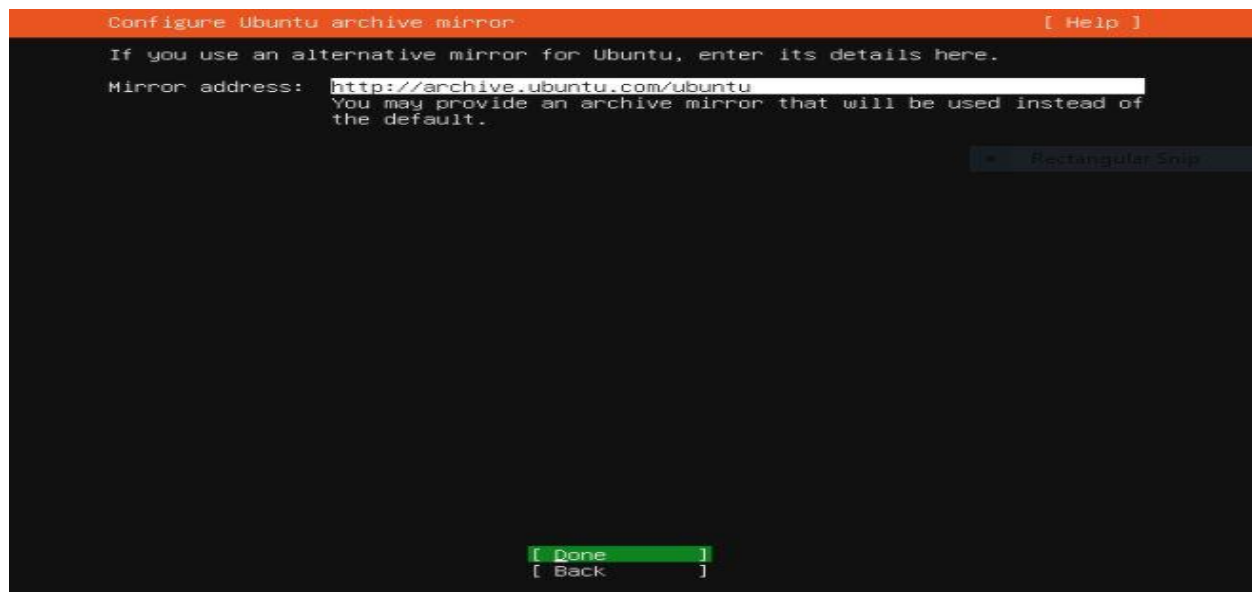 Configure Ubuntu archive mirror [ Help ]
If you use an alternative mirror for Ubuntu, enter its details here.
Mirror address: http://archive.ubuntu.com/ubuntu
You may provide an archive mirror that will be used instead of
the default.
Rectangular Snip
[ Done ]
[ Back ]